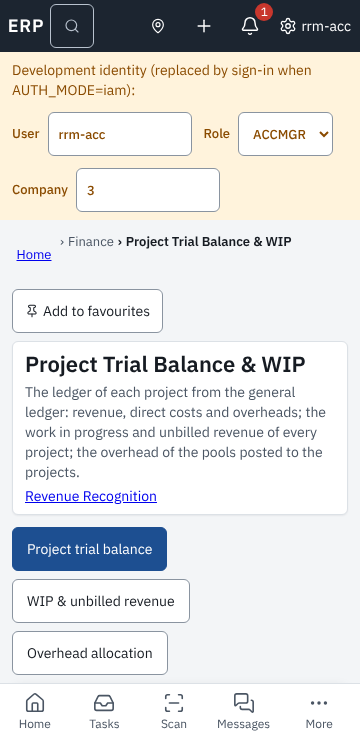 ERP
1
rrm-acc
Development identity (replaced by sign-in when
AUTH_MODE=iam):
User rrm-acc Role ACCMGR
Company 3
Home › Finance › Project Trial Balance & WIP
Add to favourites
Project Trial Balance & WIP
The ledger of each project from the general
ledger: revenue, direct costs and overheads; the
work in progress and unbilled revenue of every
project; the overhead of the pools posted to the
projects.
Revenue Recognition
Project trial balance
WIP & unbilled revenue
Overhead allocation
Home Tasks Scan Messages More